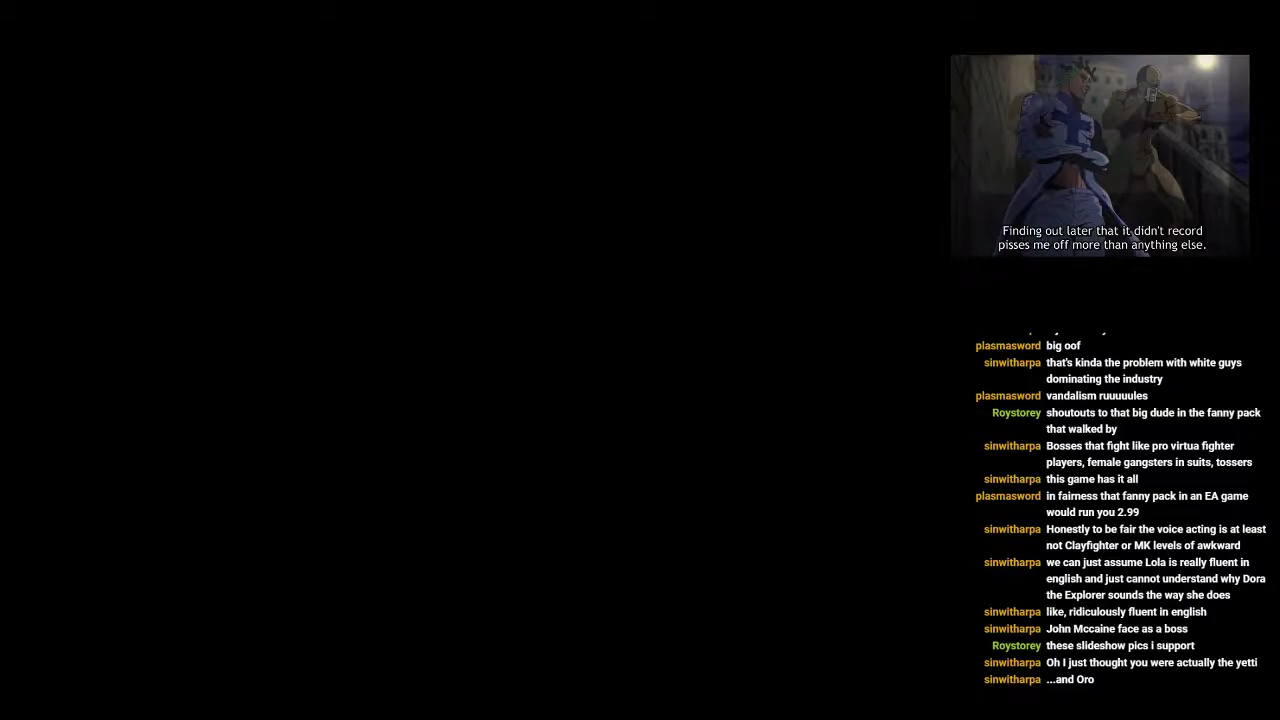 Finding out later that it didn't record
pisses me off more than anything else.
plasmasword big oof
sinwitharpa that's kinda the problem with white guys
dominating the industry
plasmasword vandalism ruuuuules
Roystorey shoutouts to that big dude in the fanny pack
that walked by
sinwitharpa Bosses that fight like pro virtua fighter
players, female gangsters in suits, tossers
sinwitharpa this game has it all
plasmasword in fairness that fanny pack in an EA game
would run you 2.99
sinwitharpa Honestly to be fair the voice acting is at least
not Clayfighter or MK levels of awkward
sinwitharpa we can just assume Lola is really fluent in
english and just cannot understand why Dora
the Explorer sounds the way she does
sinwitharpa like, ridiculously fluent in english
sinwitharpa John Mccaine face as a boss
Roystorey these slideshow pics i support
sinwitharpa Oh I just thought you were actually the yetti
sinwitharpa ...and Oro